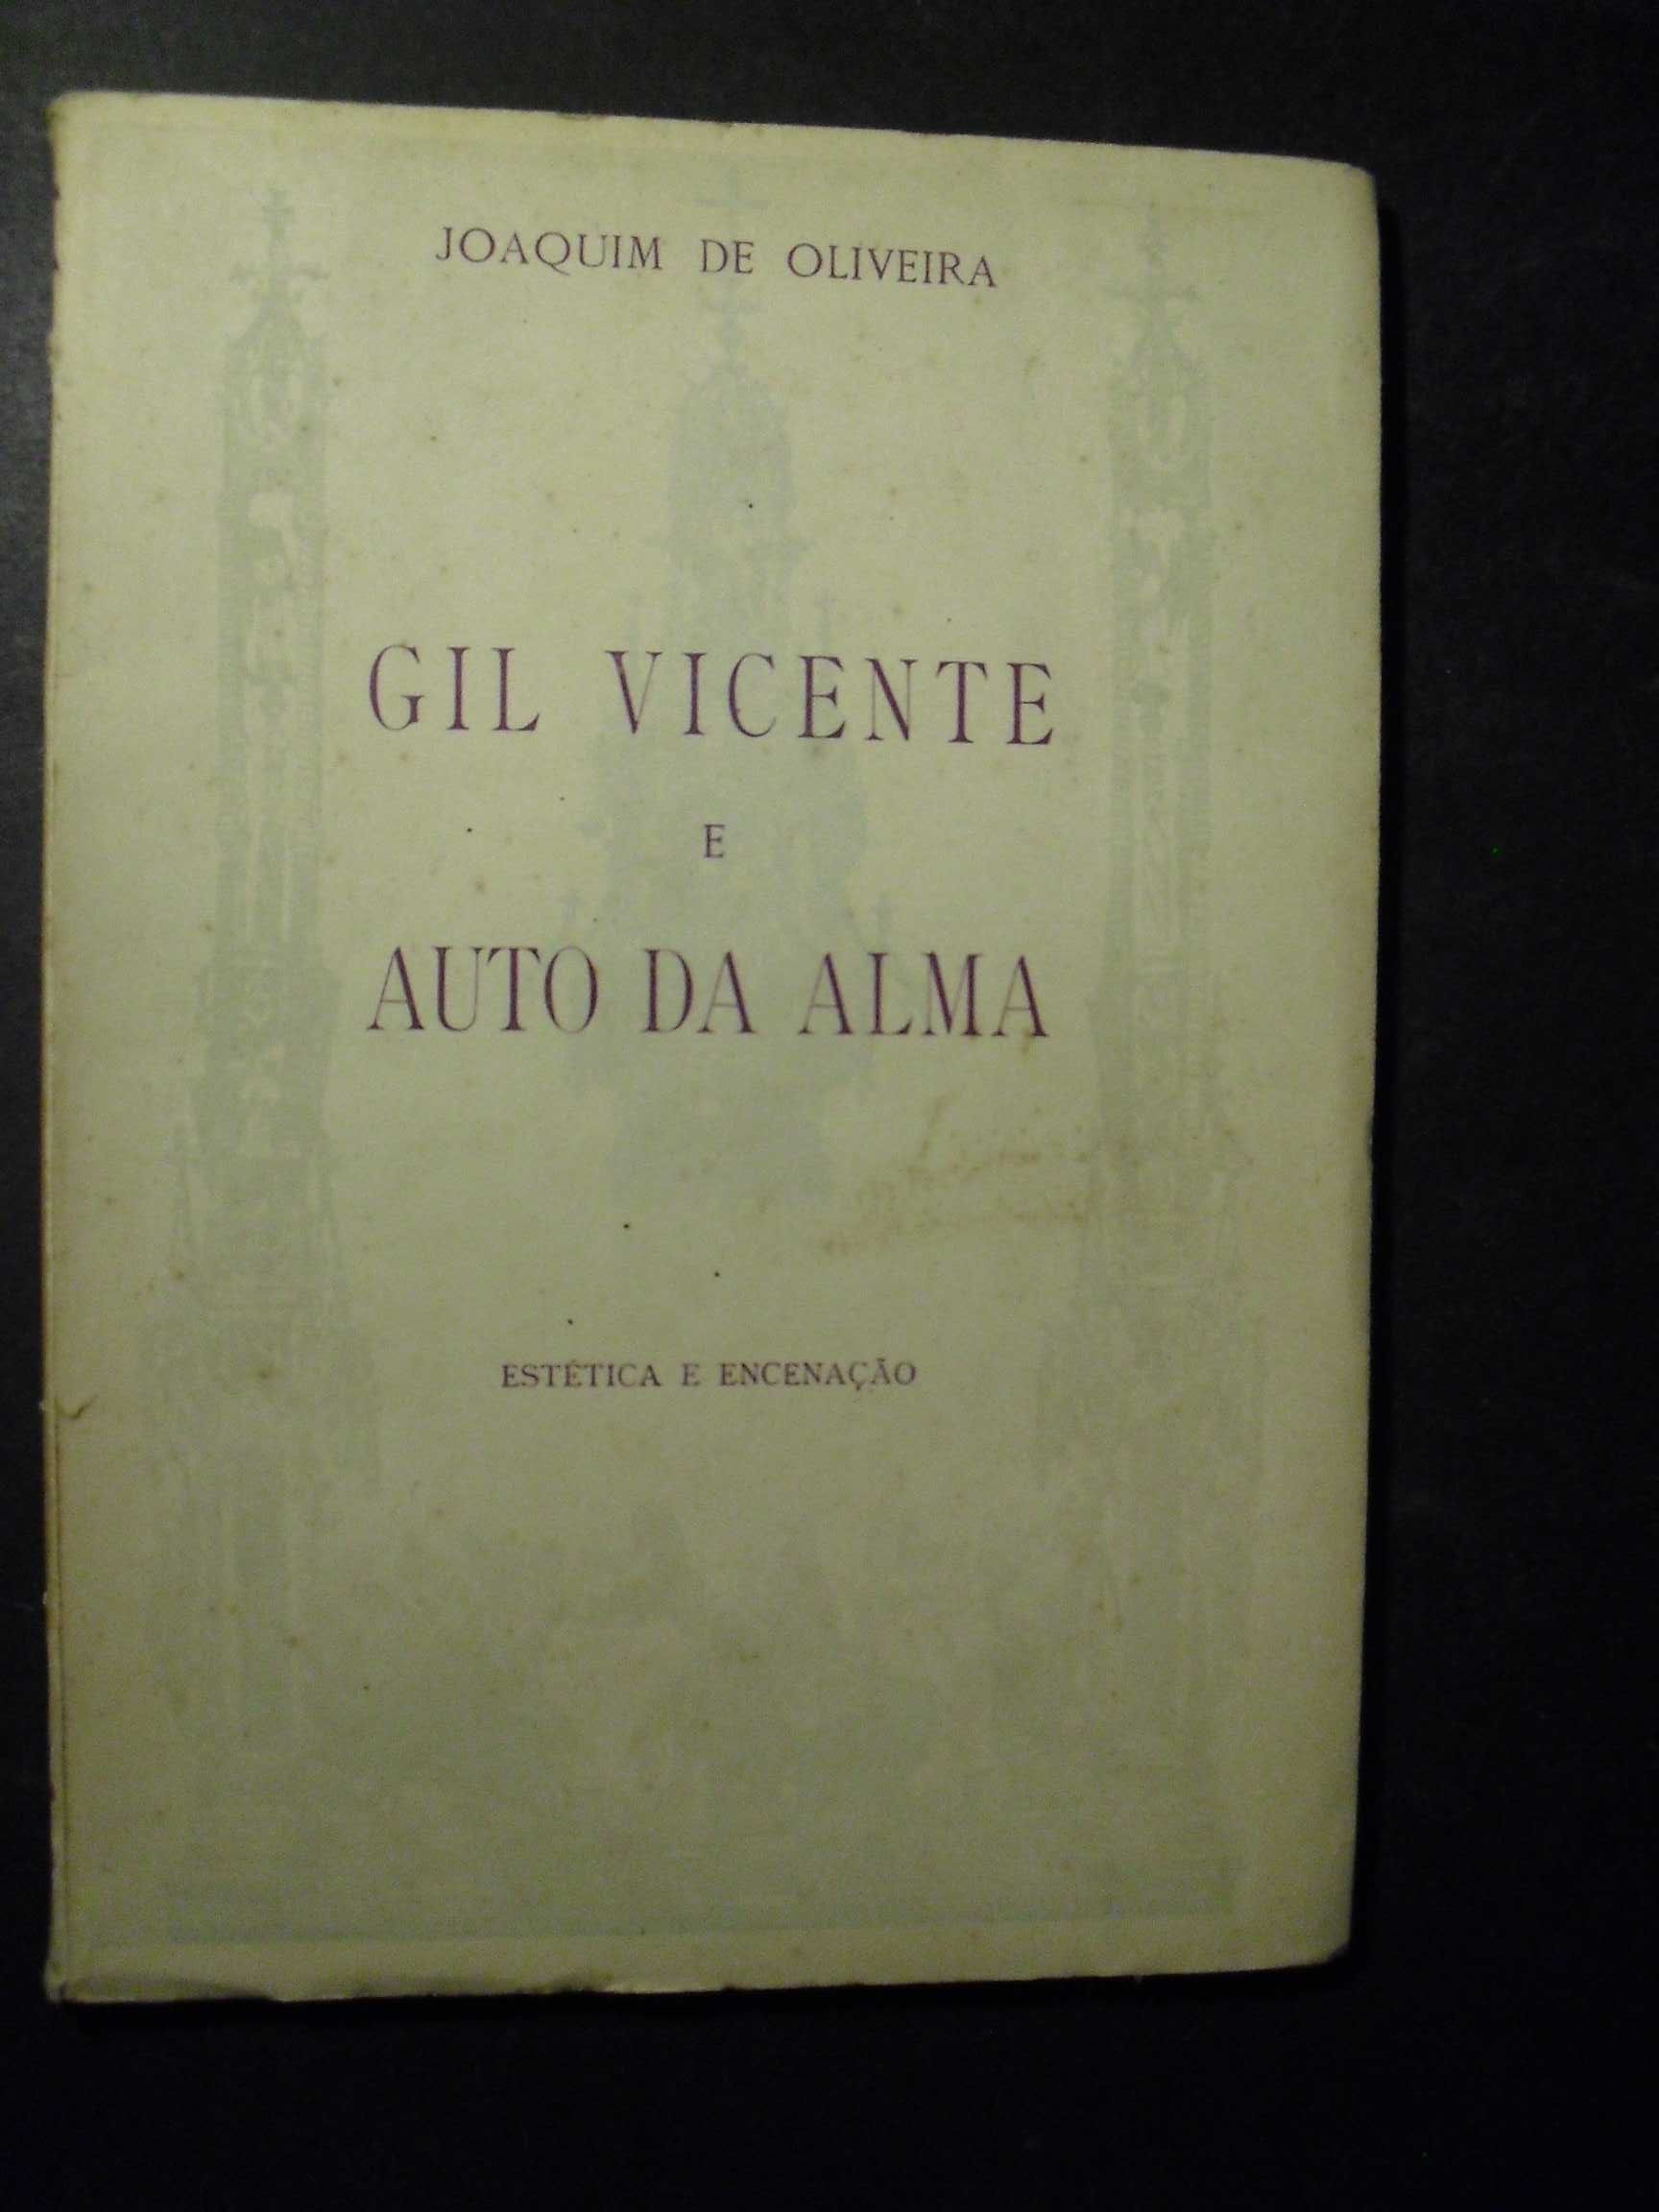 JOAQUIM DE OLIVEIRA
GIL VICENTE
E
AUTO DA ALMA
ESTÉTICA E ENCENAÇÃO